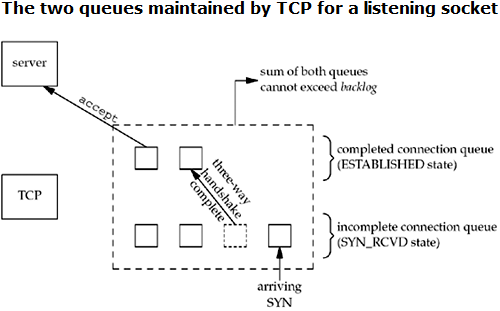 The two queues maintained by TCP for a listening socket
server
accept
sum of both queues
cannot exceed backlog
three-way
handshake
complete
completed connection queue
(ESTABLISHED state)
TCP
incomplete connection queue
(SYN_RCVD state)
arriving
SYN